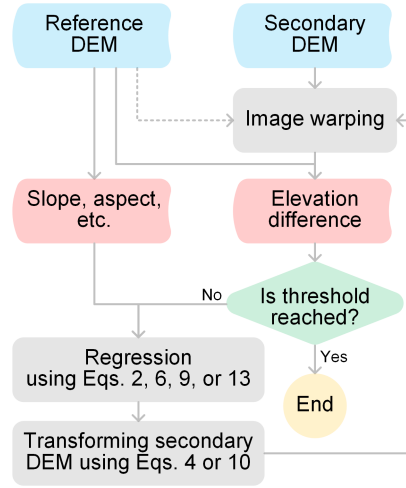 Reference
DEM
Secondary
DEM
Image warping
Slope, aspect,
etc.
Elevation
difference
No
Is threshold
reached?
Yes
Regression
using Eqs. 2, 6, 9, or 13
End
Transforming secondary
DEM using Eqs. 4 or 10